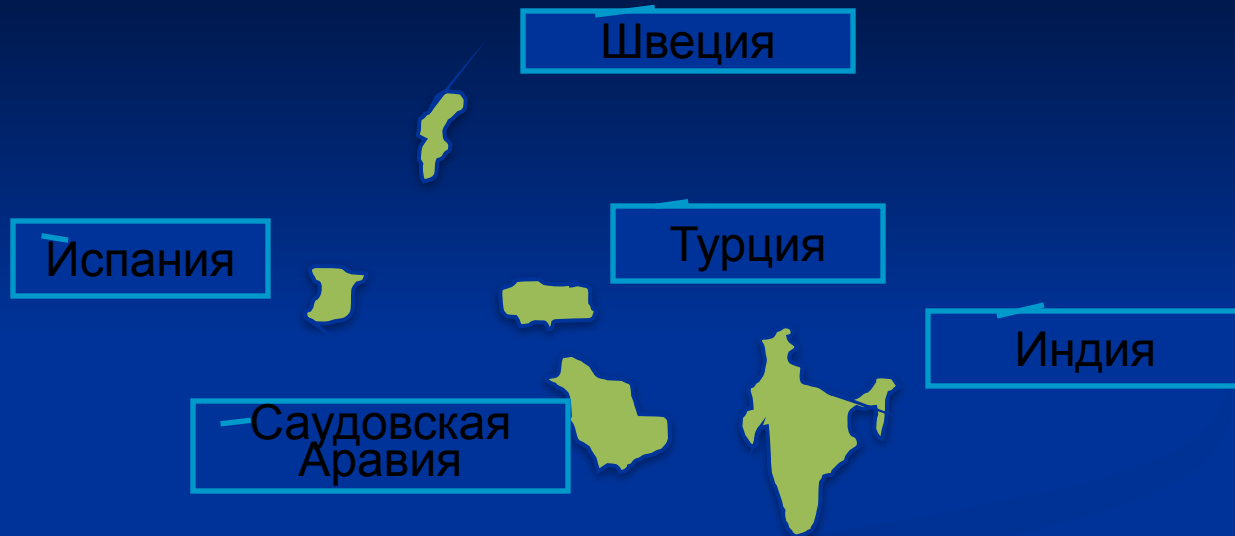 Швеция
Испания
Турция
Индия
Саудовская
Аравия